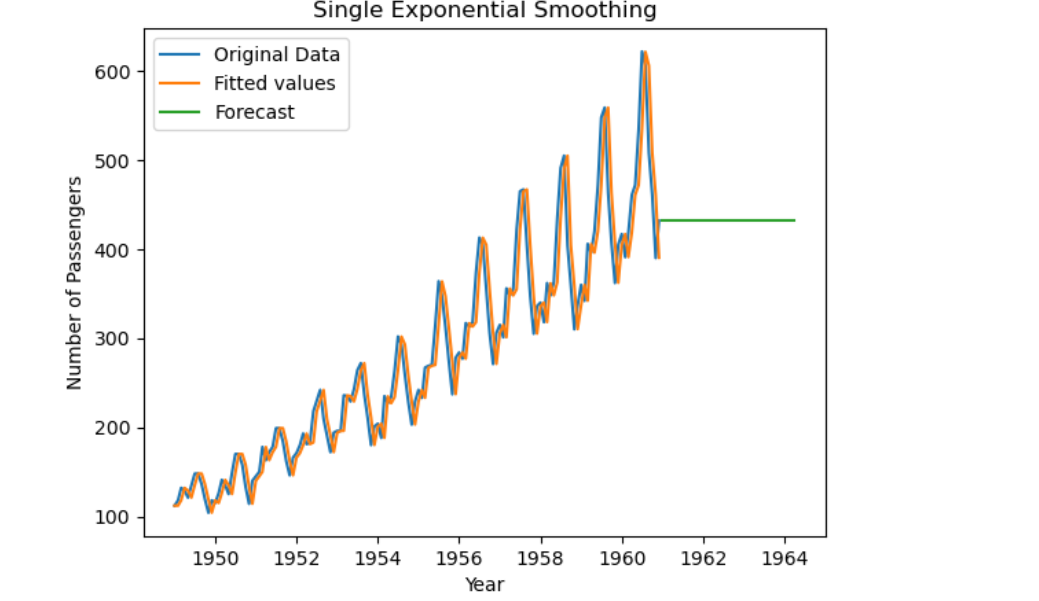 Single Exponential Smoothing
Original Data
Fitted values
Forecast
Number of Passengers
600
500
400
300
200
100
1950 1952 1954 1956 1958 1960 1962 1964
Year